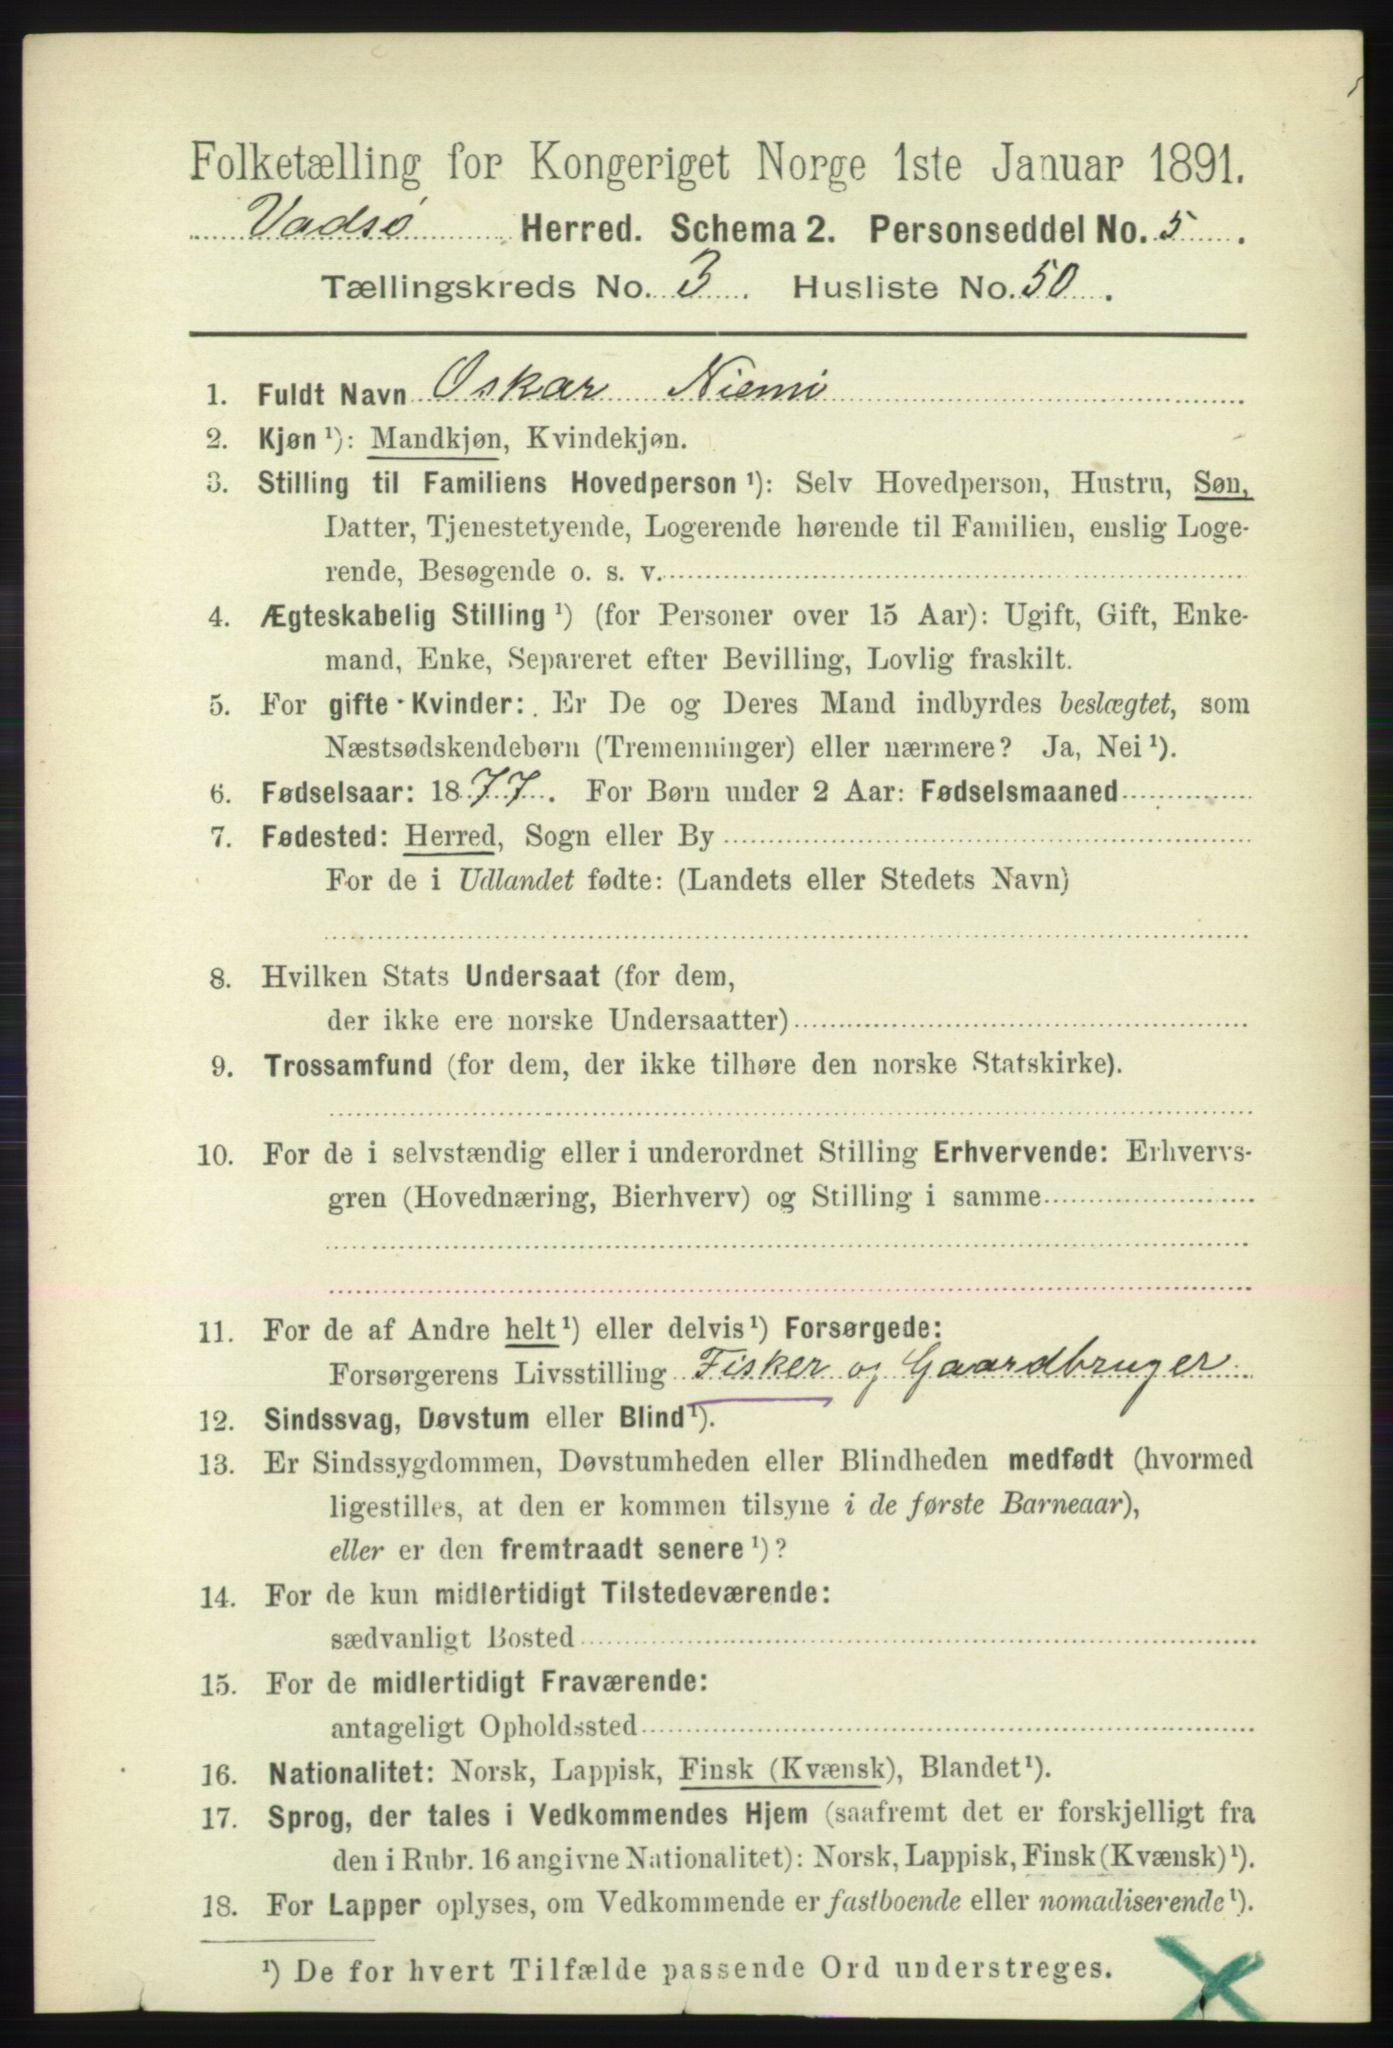 Folketælling for Kongeriget Norge 1ste Januar 1891.
Vadsø Herred. Schema 2. Personseddel No. 5.
Tællingskreds No. 3. Husliste No. 50.
1. Fuldt Navn Oskar Niemi
2. Kjøn ¹): Mandkjøn, Kvindekjøn.
3. Stilling til Familiens Hovedperson ¹): Selv Hovedperson, Hustru, Søn,
Datter, Tjenestetyende, Logerende hørende til Familien, enslig Loge-
rende, Besøgende o. s. v.
4. Ægteskabelig Stilling ¹) (for Personer over 15 Aar): Ugift, Gift, Enke-
mand, Enke, Separeret efter Bevilling, Lovlig fraskilt.
5. For gifte Kvinder: Er De og Deres Mand indbyrdes beslægtet, som
Næstsødskendebørn (Tremenninger) eller nærmere? Ja, Nei ¹).
6. Fødselsaar: 1877. For Børn under 2 Aar: Fødselsmaaned
7. Fødested: Herred, Sogn eller By
For de i Udlandet fødte: (Landets eller Stedets Navn)
8. Hvilken Stats Undersaat (for dem,
der ikke ere norske Undersaatter)
9. Trossamfund (for dem, der ikke tilhøre den norske Statskirke).
10. For de i selvstændig eller i underordnet Stilling Erhvervende: Erhvervs-
gren (Hovednæring, Bierhverv) og Stilling i samme
11. For de af Andre helt ¹) eller delvis ¹) Forsørgede:
Forsørgerens Livsstilling Fisker og Gaardbruger
12. Sindssvag, Døvstum eller Blind ¹).
13. Er Sindssygdommen, Døvstumheden eller Blindheden medfødt (hvormed
ligestilles, at den er kommen tilsyne i de første Barneaar),
eller er den fremtraadt senere ¹)?
14. For de kun midlertidigt Tilstedeværende:
sædvanligt Bosted
15. For de midlertidigt Fraværende:
antageligt Opholdssted
16. Nationalitet: Norsk, Lappisk, Finsk (Kvænsk), Blandet ¹).
17. Sprog, der tales i Vedkommendes Hjem (saafremt det er forskjelligt fra
den i Rubr. 16 angivne Nationalitet): Norsk, Lappisk, Finsk (Kvænsk) ¹).
18. For Lapper oplyses, om Vedkommende er fastboende eller nomadiserende ¹).
¹) De for hvert Tilfælde passende Ord understreges.